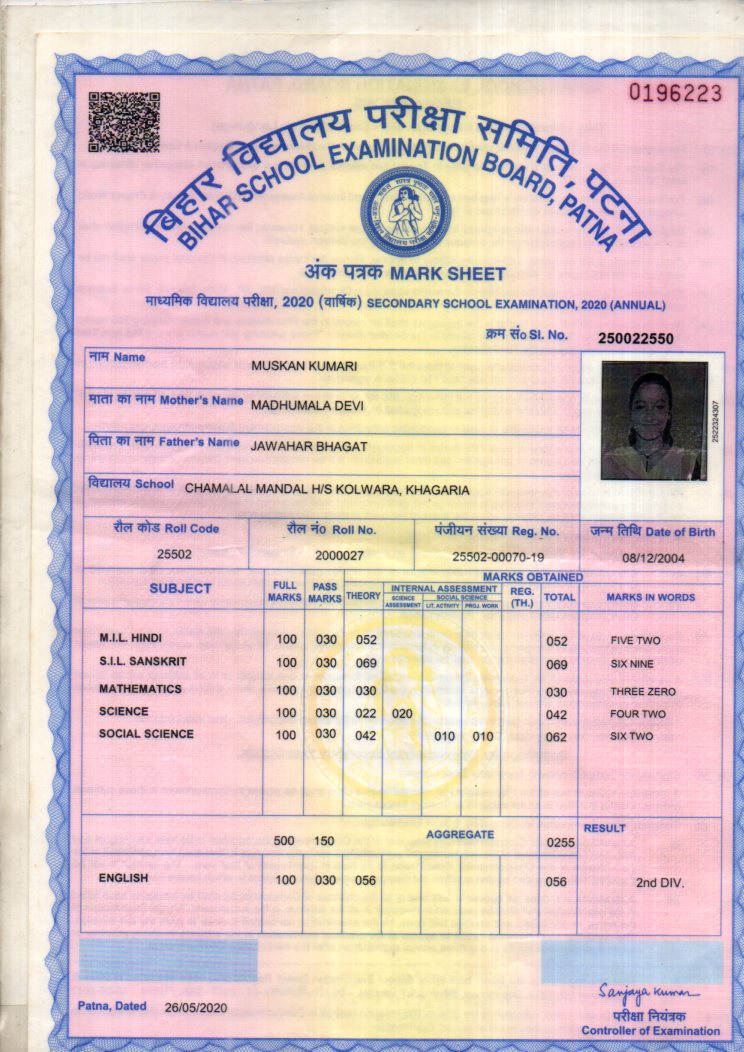 0196223
बिहार विद्यालय परीक्षा समिति, पटना
BIHAR SCHOOL EXAMINATION BOARD, PATNA
अंक पत्रक MARK SHEET
माध्यमिक विद्यालय परीक्षा, 2020 (वार्षिक) SECONDARY SCHOOL EXAMINATION, 2020 (ANNUAL)
क्रम सं० Sl. No. 250022550
नाम Name MUSKAN KUMARI
माता का नाम Mother's Name MADHUMALA DEVI
पिता का नाम Father's Name JAWAHAR BHAGAT
2522324307
विद्यालय School CHAMALAL MANDAL H/S KOLWARA, KHAGARIA
रौल कोड Roll Code रौल नं० Roll No. पंजीयन संख्या Reg. No. जन्म तिथि Date of Birth
25502 2000027 25502-00070-19 08/12/2004
MARKS OBTAINED
SUBJECT FULL MARKS PASS MARKS THEORY INTERNAL ASSESSMENT REG. (TH.) TOTAL MARKS IN WORDS
SCIENCE ASSESSMENT SOCIAL SCIENCE LIT. ACTIVITY PROJ. WORK
M.I.L. HINDI 100 030 052 052 FIVE TWO
S.I.L. SANSKRIT 100 030 069 069 SIX NINE
MATHEMATICS 100 030 030 030 THREE ZERO
SCIENCE 100 030 022 020 042 FOUR TWO
SOCIAL SCIENCE 100 030 042 010 010 062 SIX TWO
500 150 AGGREGATE 0255 RESULT
ENGLISH 100 030 056 056 2nd DIV.
Patna, Dated 26/05/2020
Sanjaya Kumar
परीक्षा नियंत्रक
Controller of Examination